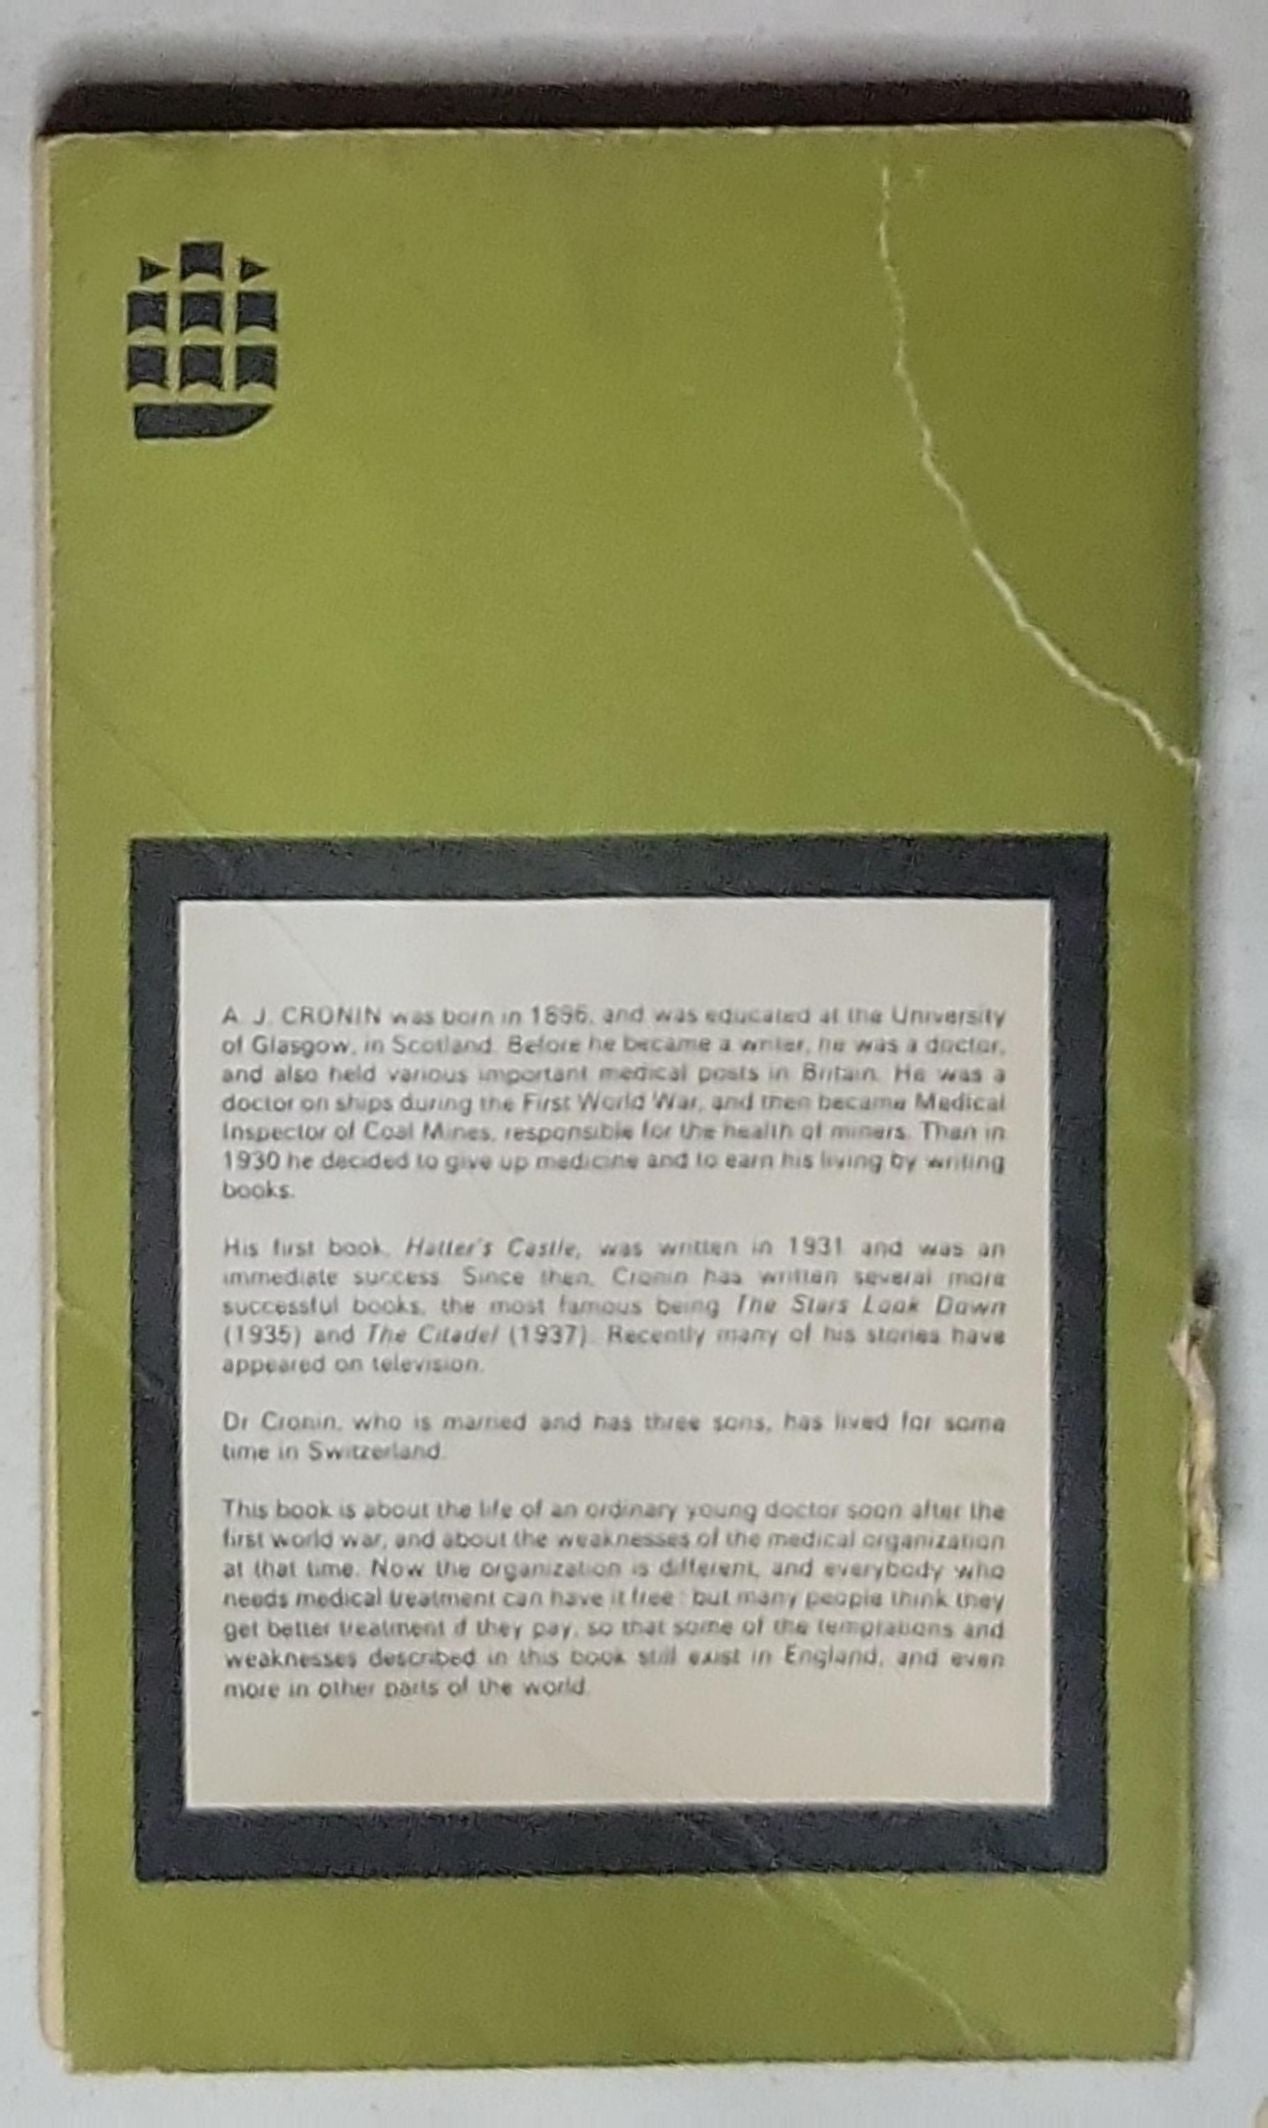 A. J. CRONIN was born in 1896, and was educated at the University
of Glasgow, in Scotland. Before he became a writer, he was a doctor,
and also held various important medical posts in Britain. He was a
doctor on ships during the First World War, and then became Medical
Inspector of Coal Mines, responsible for the health of miners. Then in
1930 he decided to give up medicine and to earn his living by writing
books.
His first book, Hatter's Castle, was written in 1931 and was an
immediate success. Since then, Cronin has written several more
successful books, the most famous being The Stars Look Down
(1935) and The Citadel (1937). Recently many of his stories have
appeared on television.
Dr Cronin, who is married and has three sons, has lived for some
time in Switzerland.
This book is about the life of an ordinary young doctor soon after the
first world war, and about the weaknesses of the medical organization
at that time. Now the organization is different, and everybody who
needs medical treatment can have it free: but many people think they
get better treatment if they pay, so that some of the temptations and
weaknesses described in this book still exist in England, and even
more in other parts of the world.